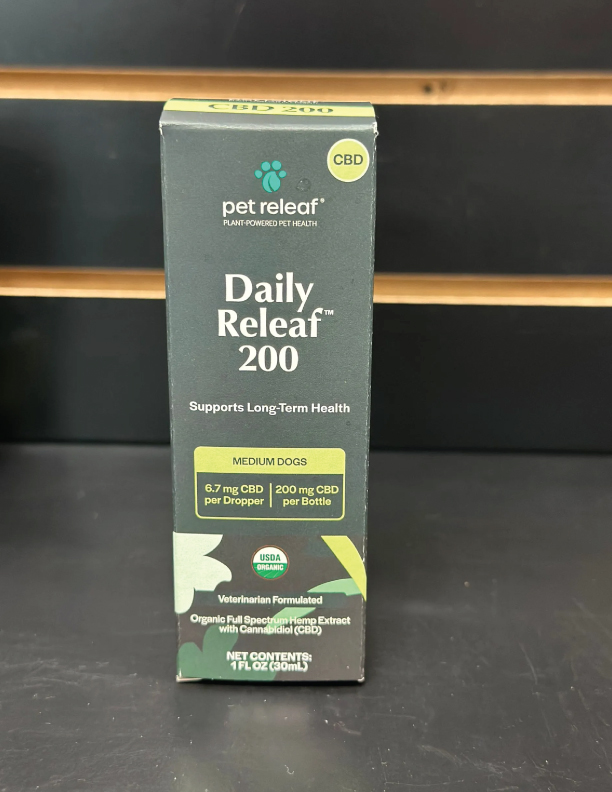 CBD 200
CBD
pet releaf®
PLANT-POWERED PET HEALTH
Daily
Releaf™
200
Supports Long-Term Health
MEDIUM DOGS
6.7 mg CBD
per Dropper
200 mg CBD
per Bottle
USDA
ORGANIC
Veterinarian Formulated
Organic Full Spectrum Hemp Extract
with Cannabidiol (CBD)
NET CONTENTS:
1 FL OZ (30mL)